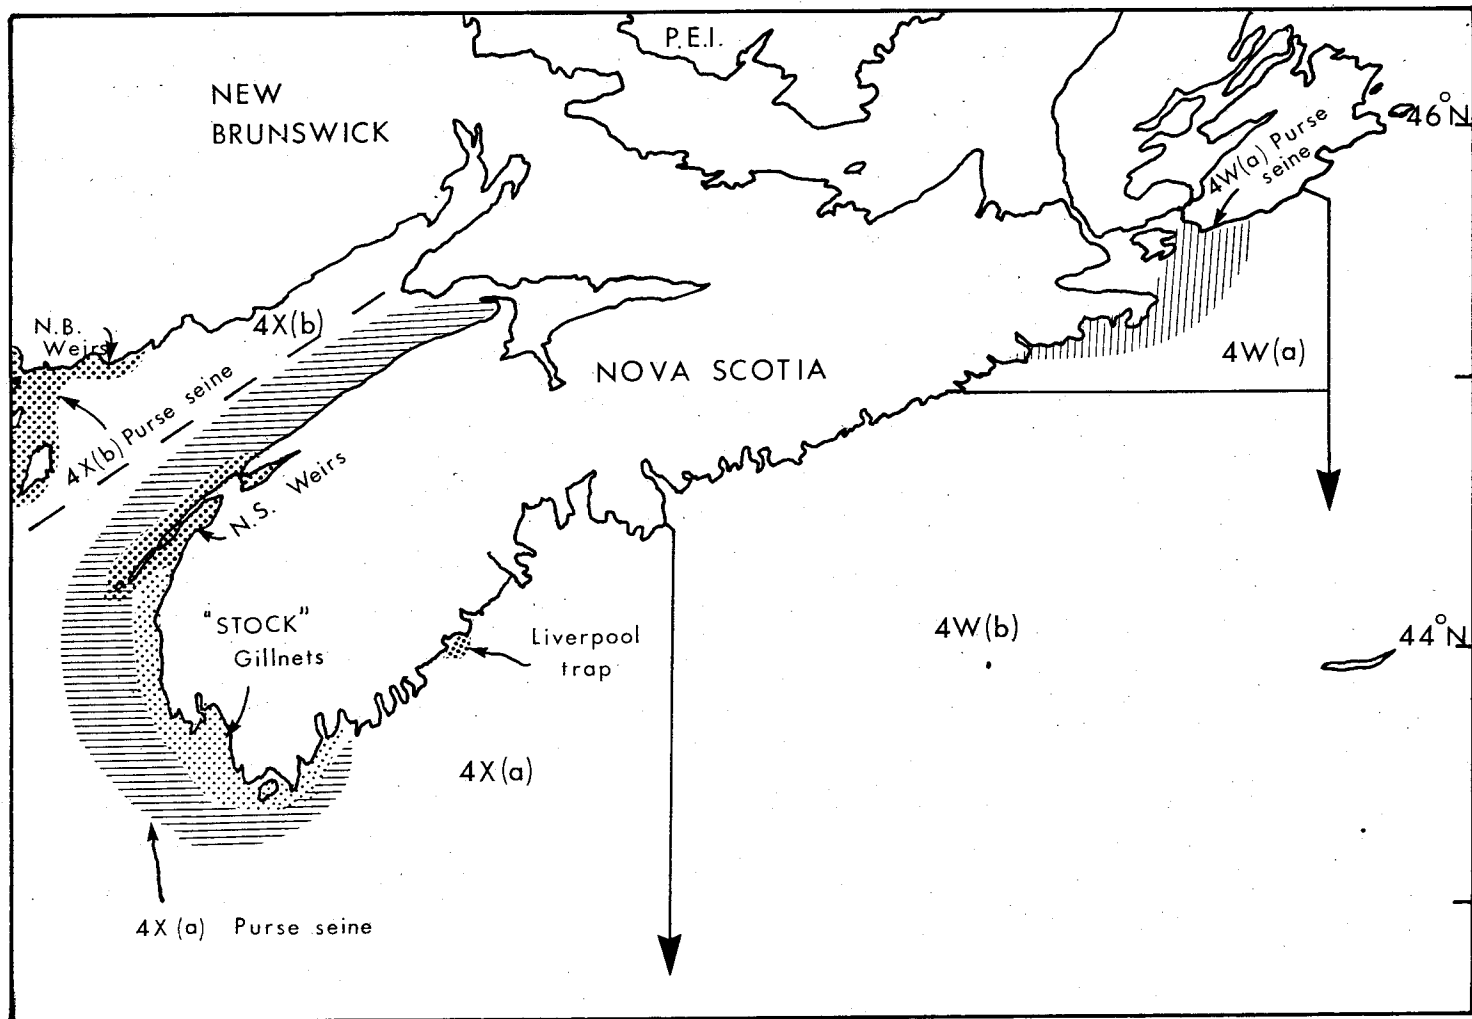 P.E.I.
NEW
BRUNSWICK
46°N
4W(a) Purse
seine
4X(b)
N.B.
Weirs
4W(a)
NOVA SCOTIA
4X(b) Purse seine
N.S. Weirs
"STOCK"
Gillnets
Liverpool
trap
4W(b)
44°N
4X(a)
4X (a) Purse seine